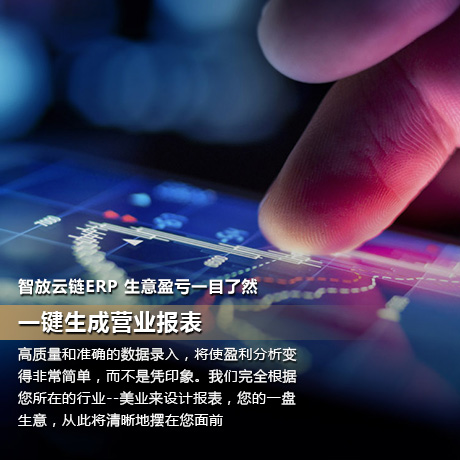 智放云链ERP 生意盈亏一目了然
一键生成营业报表
高质量和准确的数据录入，将使盈利分析变
得非常简单，而不是凭印象。我们完全根据
您所在的行业--美业来设计报表，您的一盘
生意，从此将清晰地摆在您面前